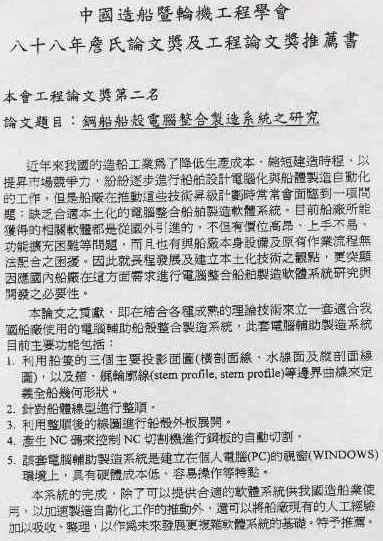 中國造船暨輪機工程學會
八十八年詹氏論文獎及工程論文獎推薦書
本會工程論文獎第二名
論文題目：鋼船船殼電腦整合製造系統之研究
近年來我國的造船工業為了降低生產成本、縮短建造時程、以
提昇市場競爭力，紛紛逐步進行船舶設計電腦化與船體製造自動化
的工作，但是船廠在推動這些技術昇級計劃時常常會面臨到一項問
題：缺乏合適本土化的電腦整合船舶製造軟體系統。目前船廠所能
獲得的相關軟體都是從國外引進的，不但有價位高昂、上手不易、
功能擴充困難等問題，而且也有與船廠本身設備及原有作業流程無
法配合之困擾。因此就長程發展及建立本土化技術之觀點，更突顯
因應國內船廠在這方面需求進行電腦整合船舶製造軟體系統研究與
開發之必要性。
本論文之貢獻，即在結合各種成熟的理論技術來立一套適合我
國船廠使用的電腦輔助船殼整合製造系統，此套電腦輔助製造系統
目前主要功能包括：
1. 利用船隻的三個主要投影面圖(橫剖面線、水線面及縱剖面線
圖)，以及艏、艉輪廓線(stem profile, stern profile)等邊界曲線來定
義全船幾何形狀。
2. 針對船體線型進行整順。
3. 利用整順後的線圖進行船殼外板展開。
4. 產生 NC 碼來控制 NC 切割機進行鋼板的自動切割。
5. 該套電腦輔助製造系統是建立在個人電腦(PC)的視窗(WINDOWS)
環境上，具有硬體成本低、容易操作等特點。
本系統的完成，除了可以提供合適的軟體系統供我國造船業使
用，以加速製造自動化工作的推動外，還可以將船廠現有的人工經驗
加以吸收、整理，以作為未來發展更複雜軟體系統的基礎。特予推薦。